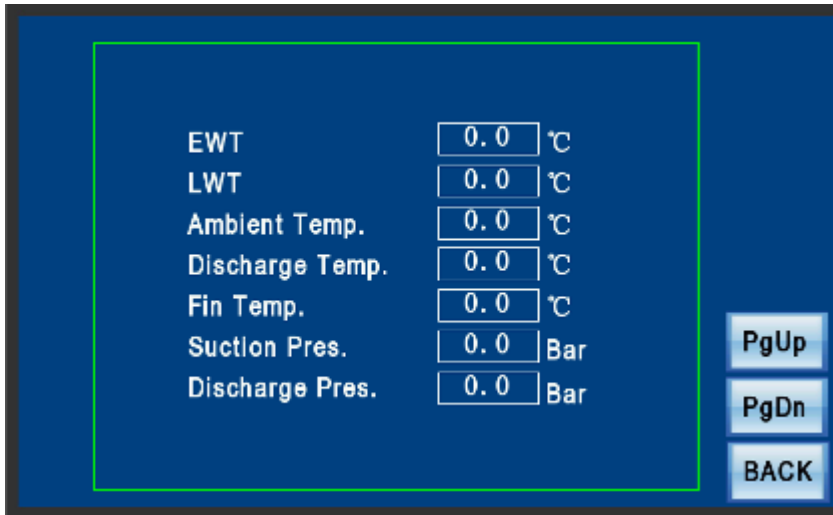 EWT 0.0 ℃
LWT 0.0 ℃
Ambient Temp. 0.0 ℃
Discharge Temp. 0.0 ℃
Fin Temp. 0.0 ℃
Suction Pres. 0.0 Bar
Discharge Pres. 0.0 Bar
PgUp
PgDn
BACK